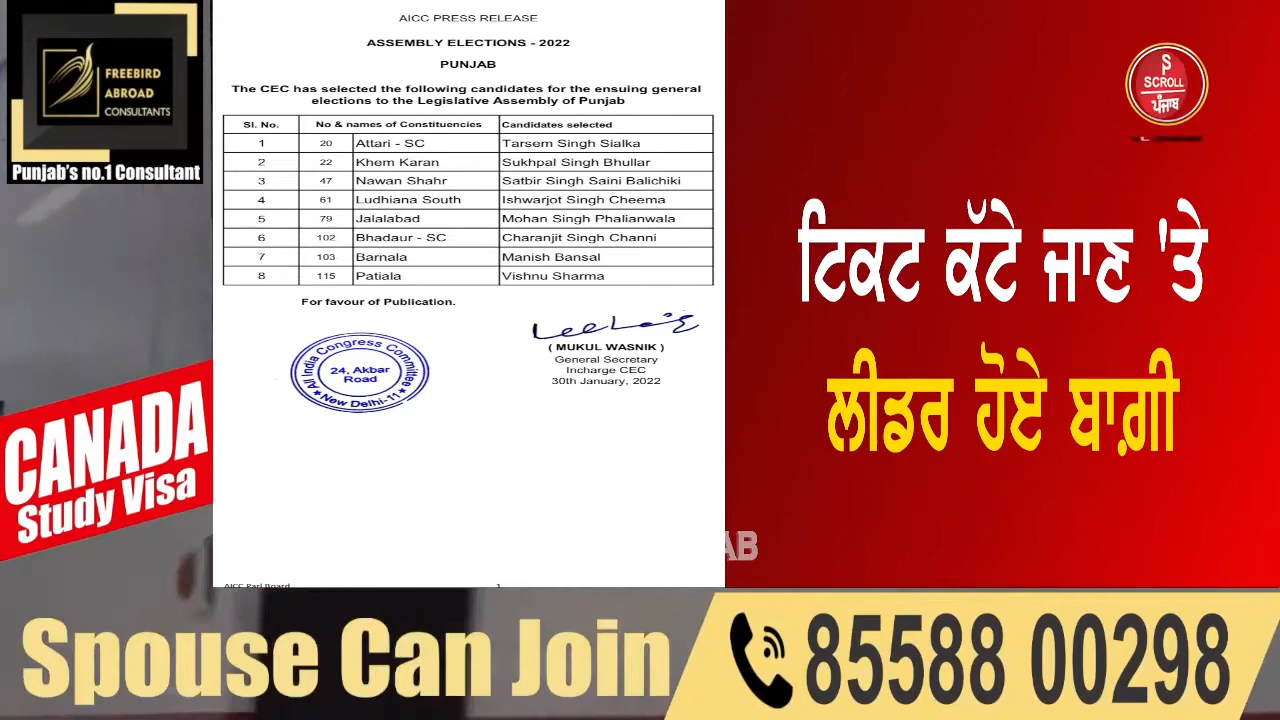 FREEBIRD
ABROAD
CONSULTANTS
Punjab's no.1 Consultant
CANADA
Study Visa
AICC PRESS RELEASE
ASSEMBLY ELECTIONS - 2022
PUNJAB
The CEC has selected the following candidates for the ensuing general
elections to the Legislative Assembly of Punjab
Sl. No. No & names of Constituencies Candidates selected
1 20 Attari - SC Tarsem Singh Sialka
2 22 Khem Karan Sukhpal Singh Bhullar
3 47 Nawan Shahr Satbir Singh Saini Balichiki
4 61 Ludhiana South Ishwarjot Singh Cheema
5 79 Jalalabad Mohan Singh Phalianwala
6 102 Bhadaur - SC Charanjit Singh Channi
7 103 Barnala Manish Bansal
8 115 Patiala Vishnu Sharma
For favour of Publication.
All India Congress Committee
24, Akbar
Road
New Delhi-11
( MUKUL WASNIK )
General Secretary
Incharge CEC
30th January, 2022
AICC Parl Board 1
SP
SCROLL
ਪੰਜਾਬ
ਟਿਕਟ ਕੱਟੇ ਜਾਣ 'ਤੇ
ਲੀਡਰ ਹੋਏ ਬਾਗ਼ੀ
AB
Spouse Can Join
85588 00298